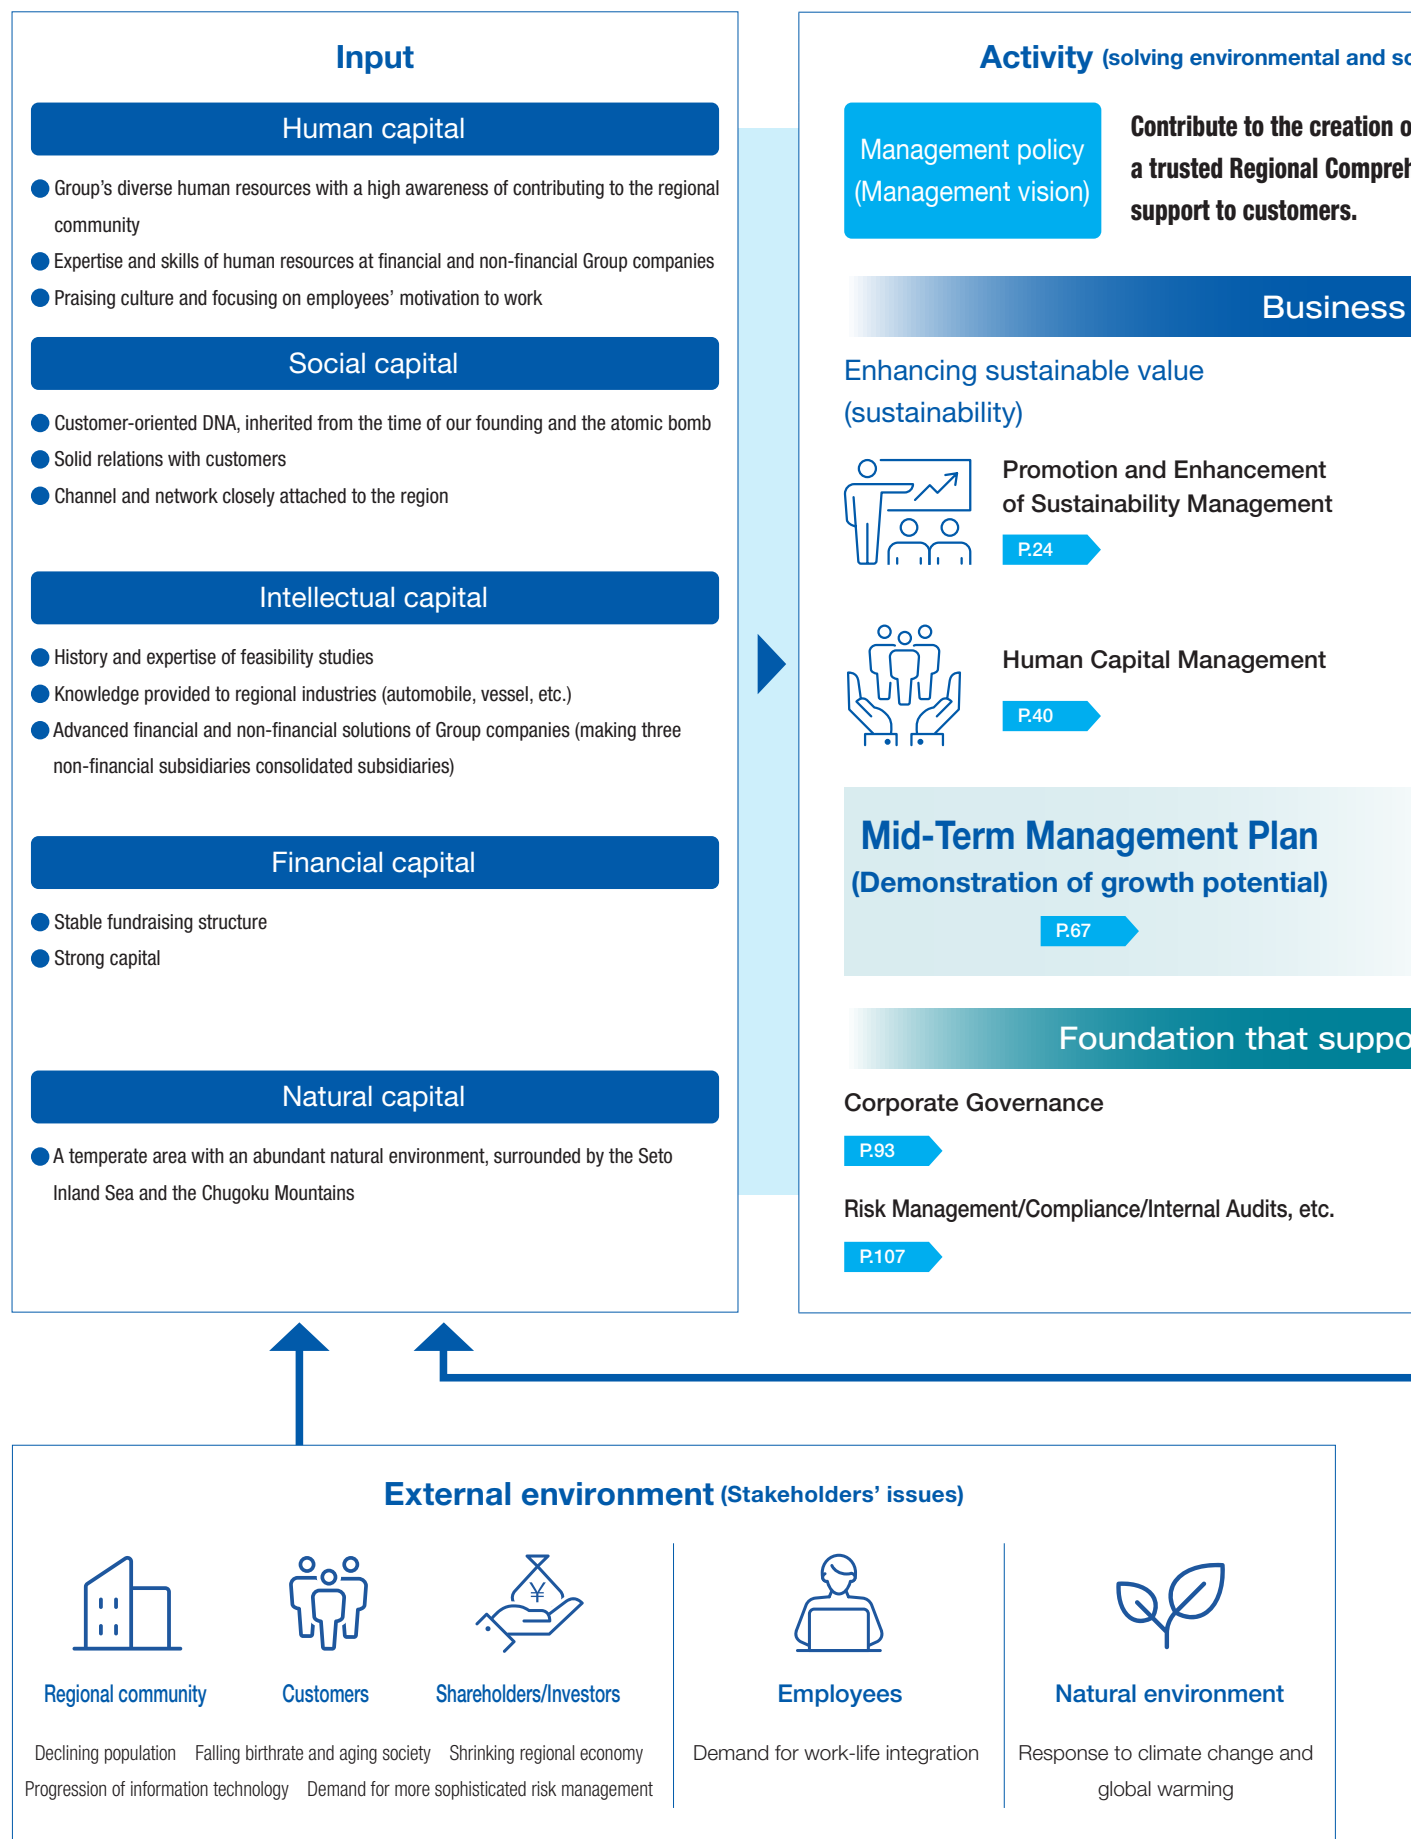 Input
Human capital
● Group's diverse human resources with a high awareness of contributing to the regional
community
● Expertise and skills of human resources at financial and non-financial Group companies
● Praising culture and focusing on employees' motivation to work
Social capital
● Customer-oriented DNA, inherited from the time of our founding and the atomic bomb
● Solid relations with customers
● Channel and network closely attached to the region
Intellectual capital
● History and expertise of feasibility studies
● Knowledge provided to regional industries (automobile, vessel, etc.)
● Advanced financial and non-financial solutions of Group companies (making three
non-financial subsidiaries consolidated subsidiaries)
Financial capital
● Stable fundraising structure
● Strong capital
Natural capital
● A temperate area with an abundant natural environment, surrounded by the Seto
Inland Sea and the Chugoku Mountains
Activity (solving environmental and
Management policy
(Management vision)
Contribute to the creation
a trusted Regional
support to customers.
Business
Enhancing sustainable value
(sustainability)
Promotion and Enhancement
of Sustainability Management
P.24
Human Capital Management
P.40
Mid-Term Management Plan
(Demonstration of growth potential)
P.67
Foundation that
Corporate Governance
P.93
Risk Management/Compliance/Internal Audits, etc.
P.107
External environment (Stakeholders' issues)
¥
Regional community
Customers
Shareholders/Investors
Declining population Falling birthrate and aging society Shrinking regional economy
Progression of information technology Demand for more sophisticated risk management
Employees
Demand for work-life integration
Natural environment
Response to climate change and
global warming